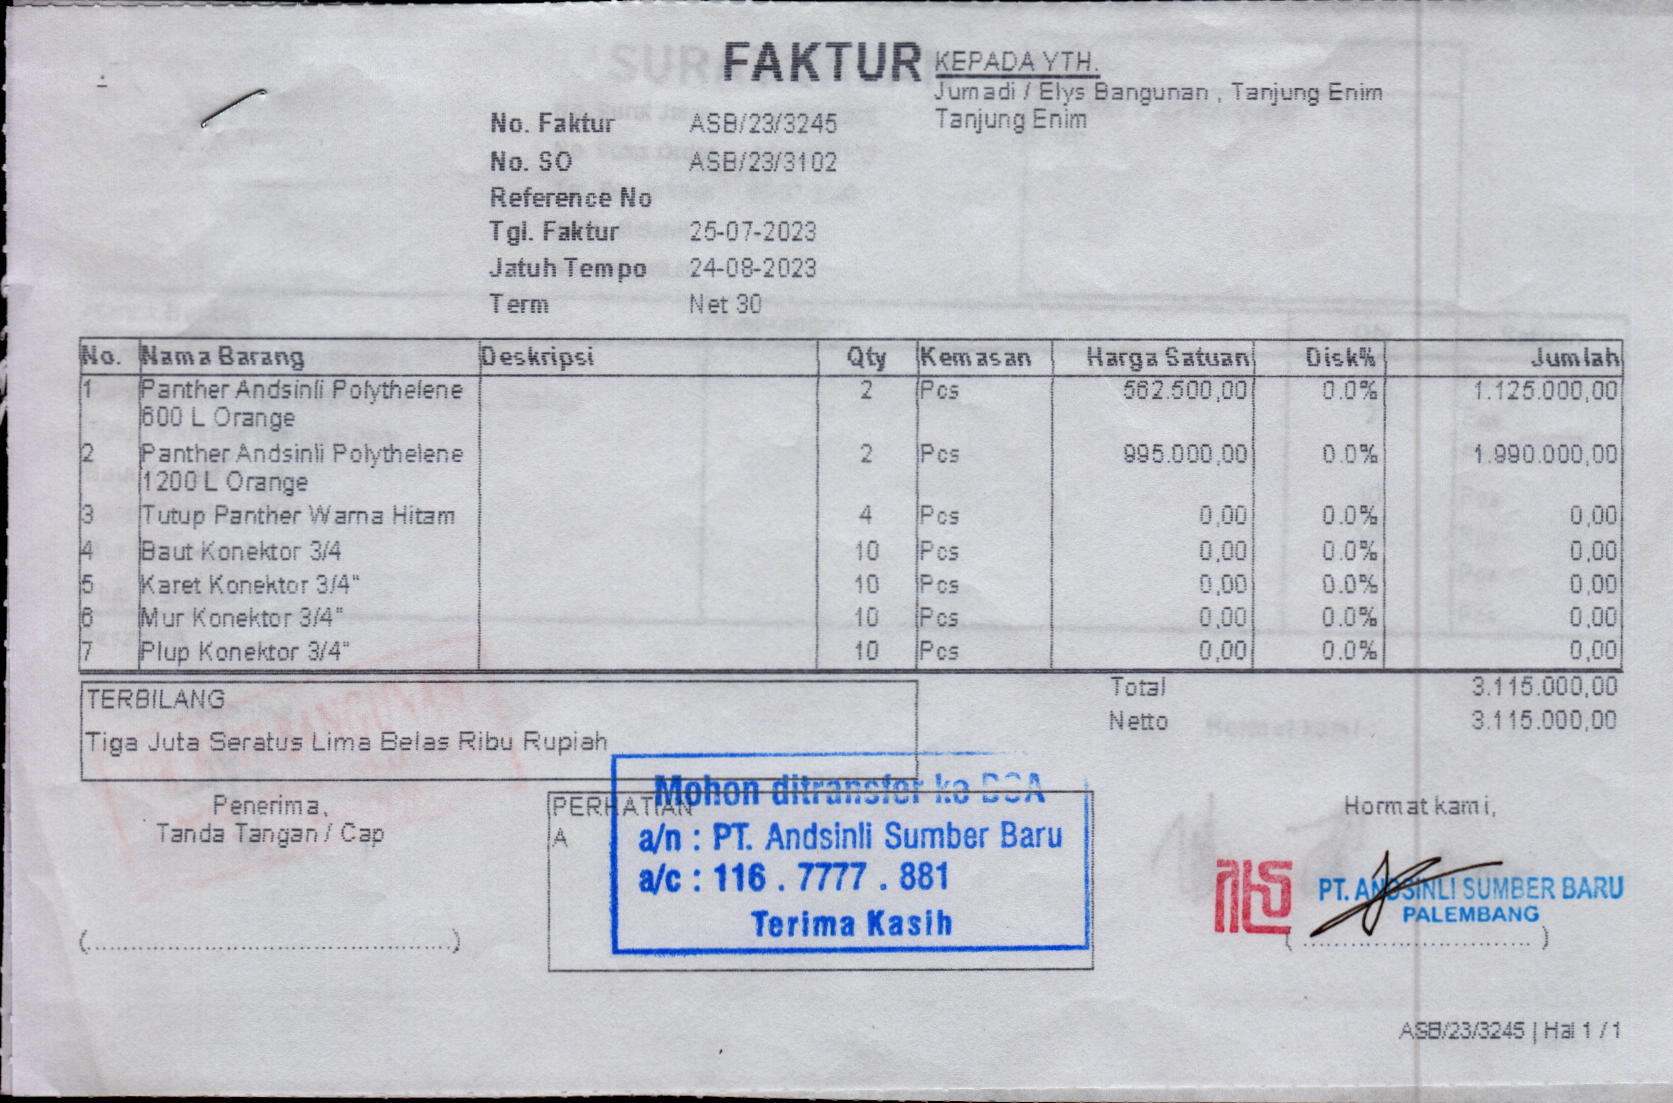 FAKTUR
KEPADA YTH.
Jumadi / Elys Bangunan , Tanjung Enim
Tanjung Enim
No. Faktur ASB/23/3245
No. SO ASB/23/3102
Reference No
Tgl. Faktur 25-07-2023
Jatuh Tempo 24-08-2023
Term Net 30
No. Nama Barang Deskripsi Qty Kemasan Harga Satuan Disk% Jumlah
1 Panther Andsinli Polythelene 2 Pcs 562.500,00 0.0% 1.125.000,00
600 L Orange
2 Panther Andsinli Polythelene 2 Pcs 995.000,00 0.0% 1.990.000,00
1200 L Orange
3 Tutup Panther Warna Hitam 4 Pcs 0,00 0.0% 0,00
4 Baut Konektor 3/4 10 Pcs 0,00 0.0% 0,00
5 Karet Konektor 3/4" 10 Pcs 0,00 0.0% 0,00
6 Mur Konektor 3/4" 10 Pcs 0,00 0.0% 0,00
7 Plup Konektor 3/4" 10 Pcs 0,00 0.0% 0,00
TERBILANG
Tiga Juta Seratus Lima Belas Ribu Rupiah
Total 3.115.000,00
Netto 3.115.000,00
Penerima,
Tanda Tangan / Cap
(..............................................)
PERHATIAN
A
Mohon ditransfer ke BCA
a/n : PT. Andsinli Sumber Baru
a/c : 116 . 7777 . 881
Terima Kasih
Hormat kami,
PT. ANDSINLI SUMBER BARU
PALEMBANG
( .............................. )
ASB/23/3245 | Hal 1 / 1